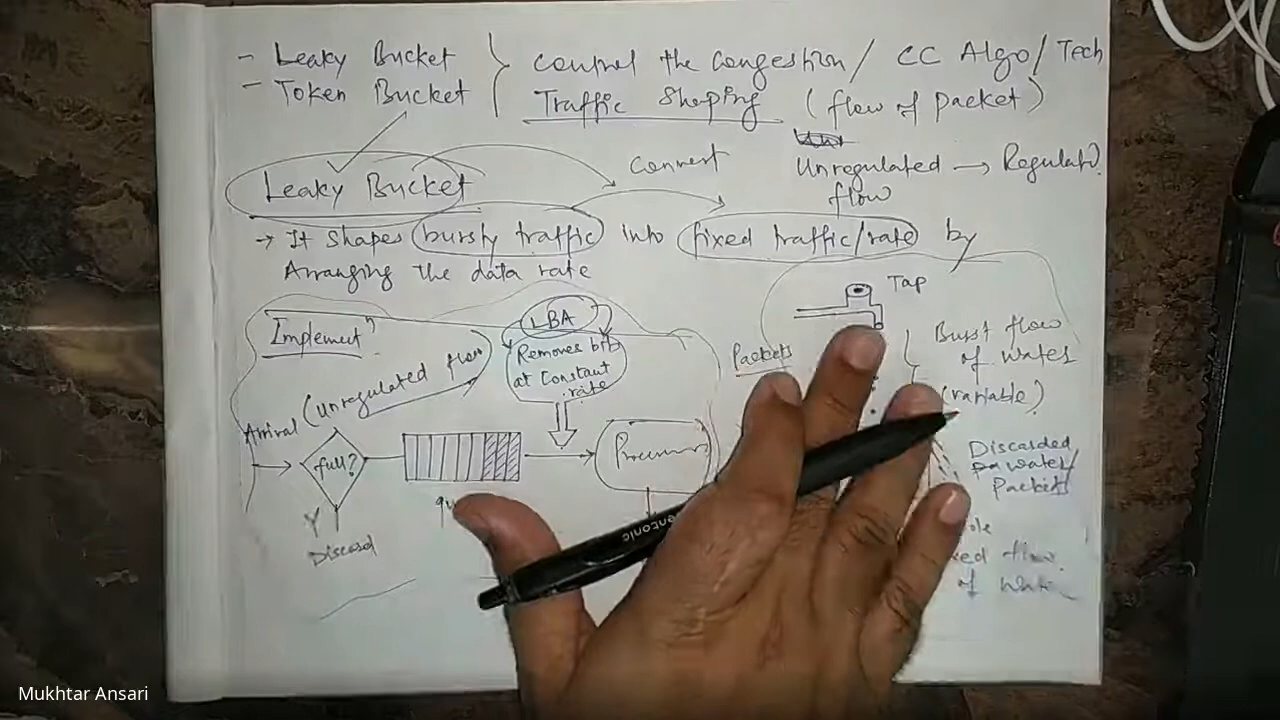 - Leaky Bucket
- Token Bucket
control the congestion / CC Algo / Tech
Traffic Shaping (flow of packet)
Unregulated → Regulated
flow
Convert
Leaky Bucket
→ It shapes bursty traffic into fixed traffic/rate by
Arranging the data rate
Tap
Burst flow
of water
(variable)
Packets
Discarded
water/
Packets
of water
Implement"
LBA
Removes bits
at Constant
rate
Arrival (unregulated flow)
full?
Processor
Y
Discard
entonic
Mukhtar Ansari